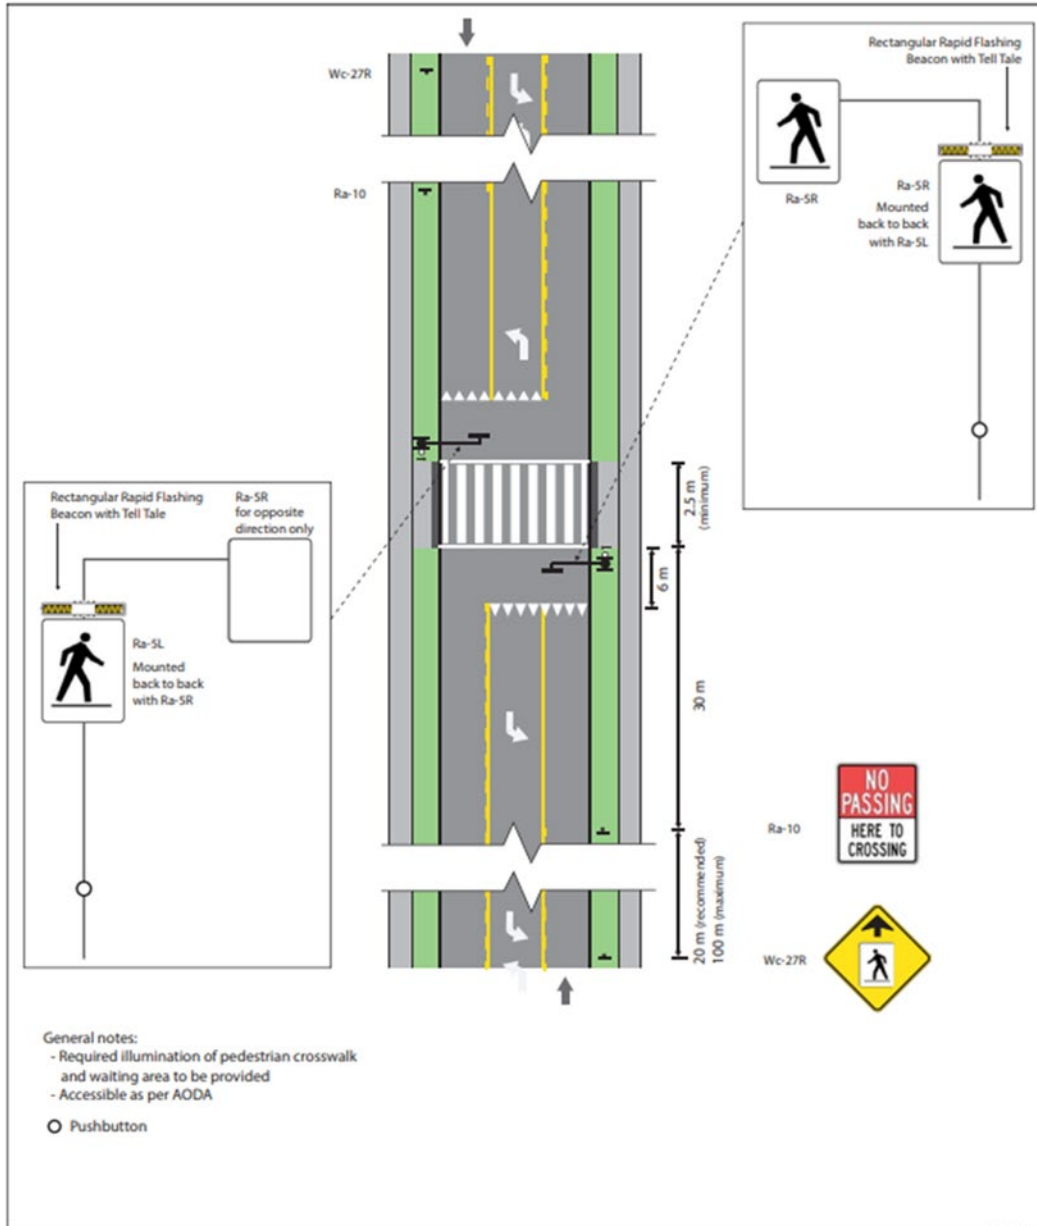 Wc-27R
Ra-10
Rectangular Rapid Flashing
Beacon with Tell Tale
Ra-5R
Ra-5R
Mounted
back to back
with Ra-5L
Rectangular Rapid Flashing
Beacon with Tell Tale
Ra-5R
for opposite
direction only
Ra-5L
Mounted
back to back
with Ra-5R
2.5 m
(minimum)
6 m
30 m
20 m (recommended)
100 m (maximum)
Ra-10
NO
PASSING
HERE TO
CROSSING
Wc-27R
General notes:
- Required illumination of pedestrian crosswalk
and waiting area to be provided
- Accessible as per AODA
Pushbutton